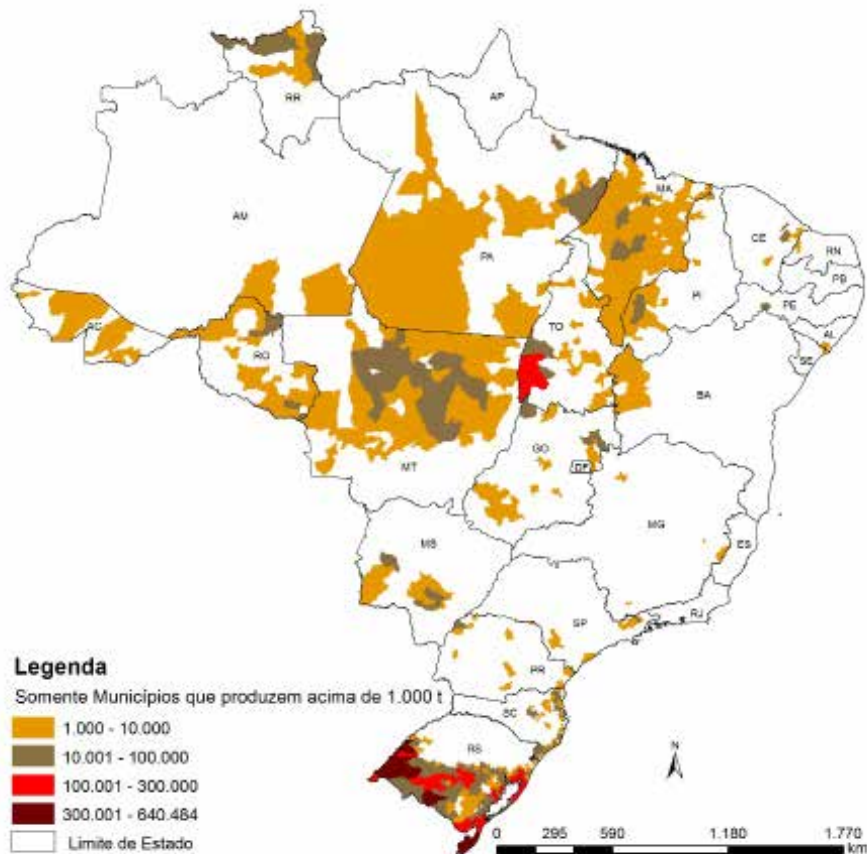 RR
AP
AM
PA
MA
CE
RN
PB
PE
PI
AL
SE
AC
RO
TO
BA
MT
GO
DF
MG
ES
MS
SP
RJ
PR
SC
RS
Legenda
Somente Municípios que produzem acima de 1.000 t
1.000 - 10.000
10.001 - 100.000
100.001 - 300.000
300.001 - 640.484
Limite de Estado
N
0 295 590 1.180 1.770
km